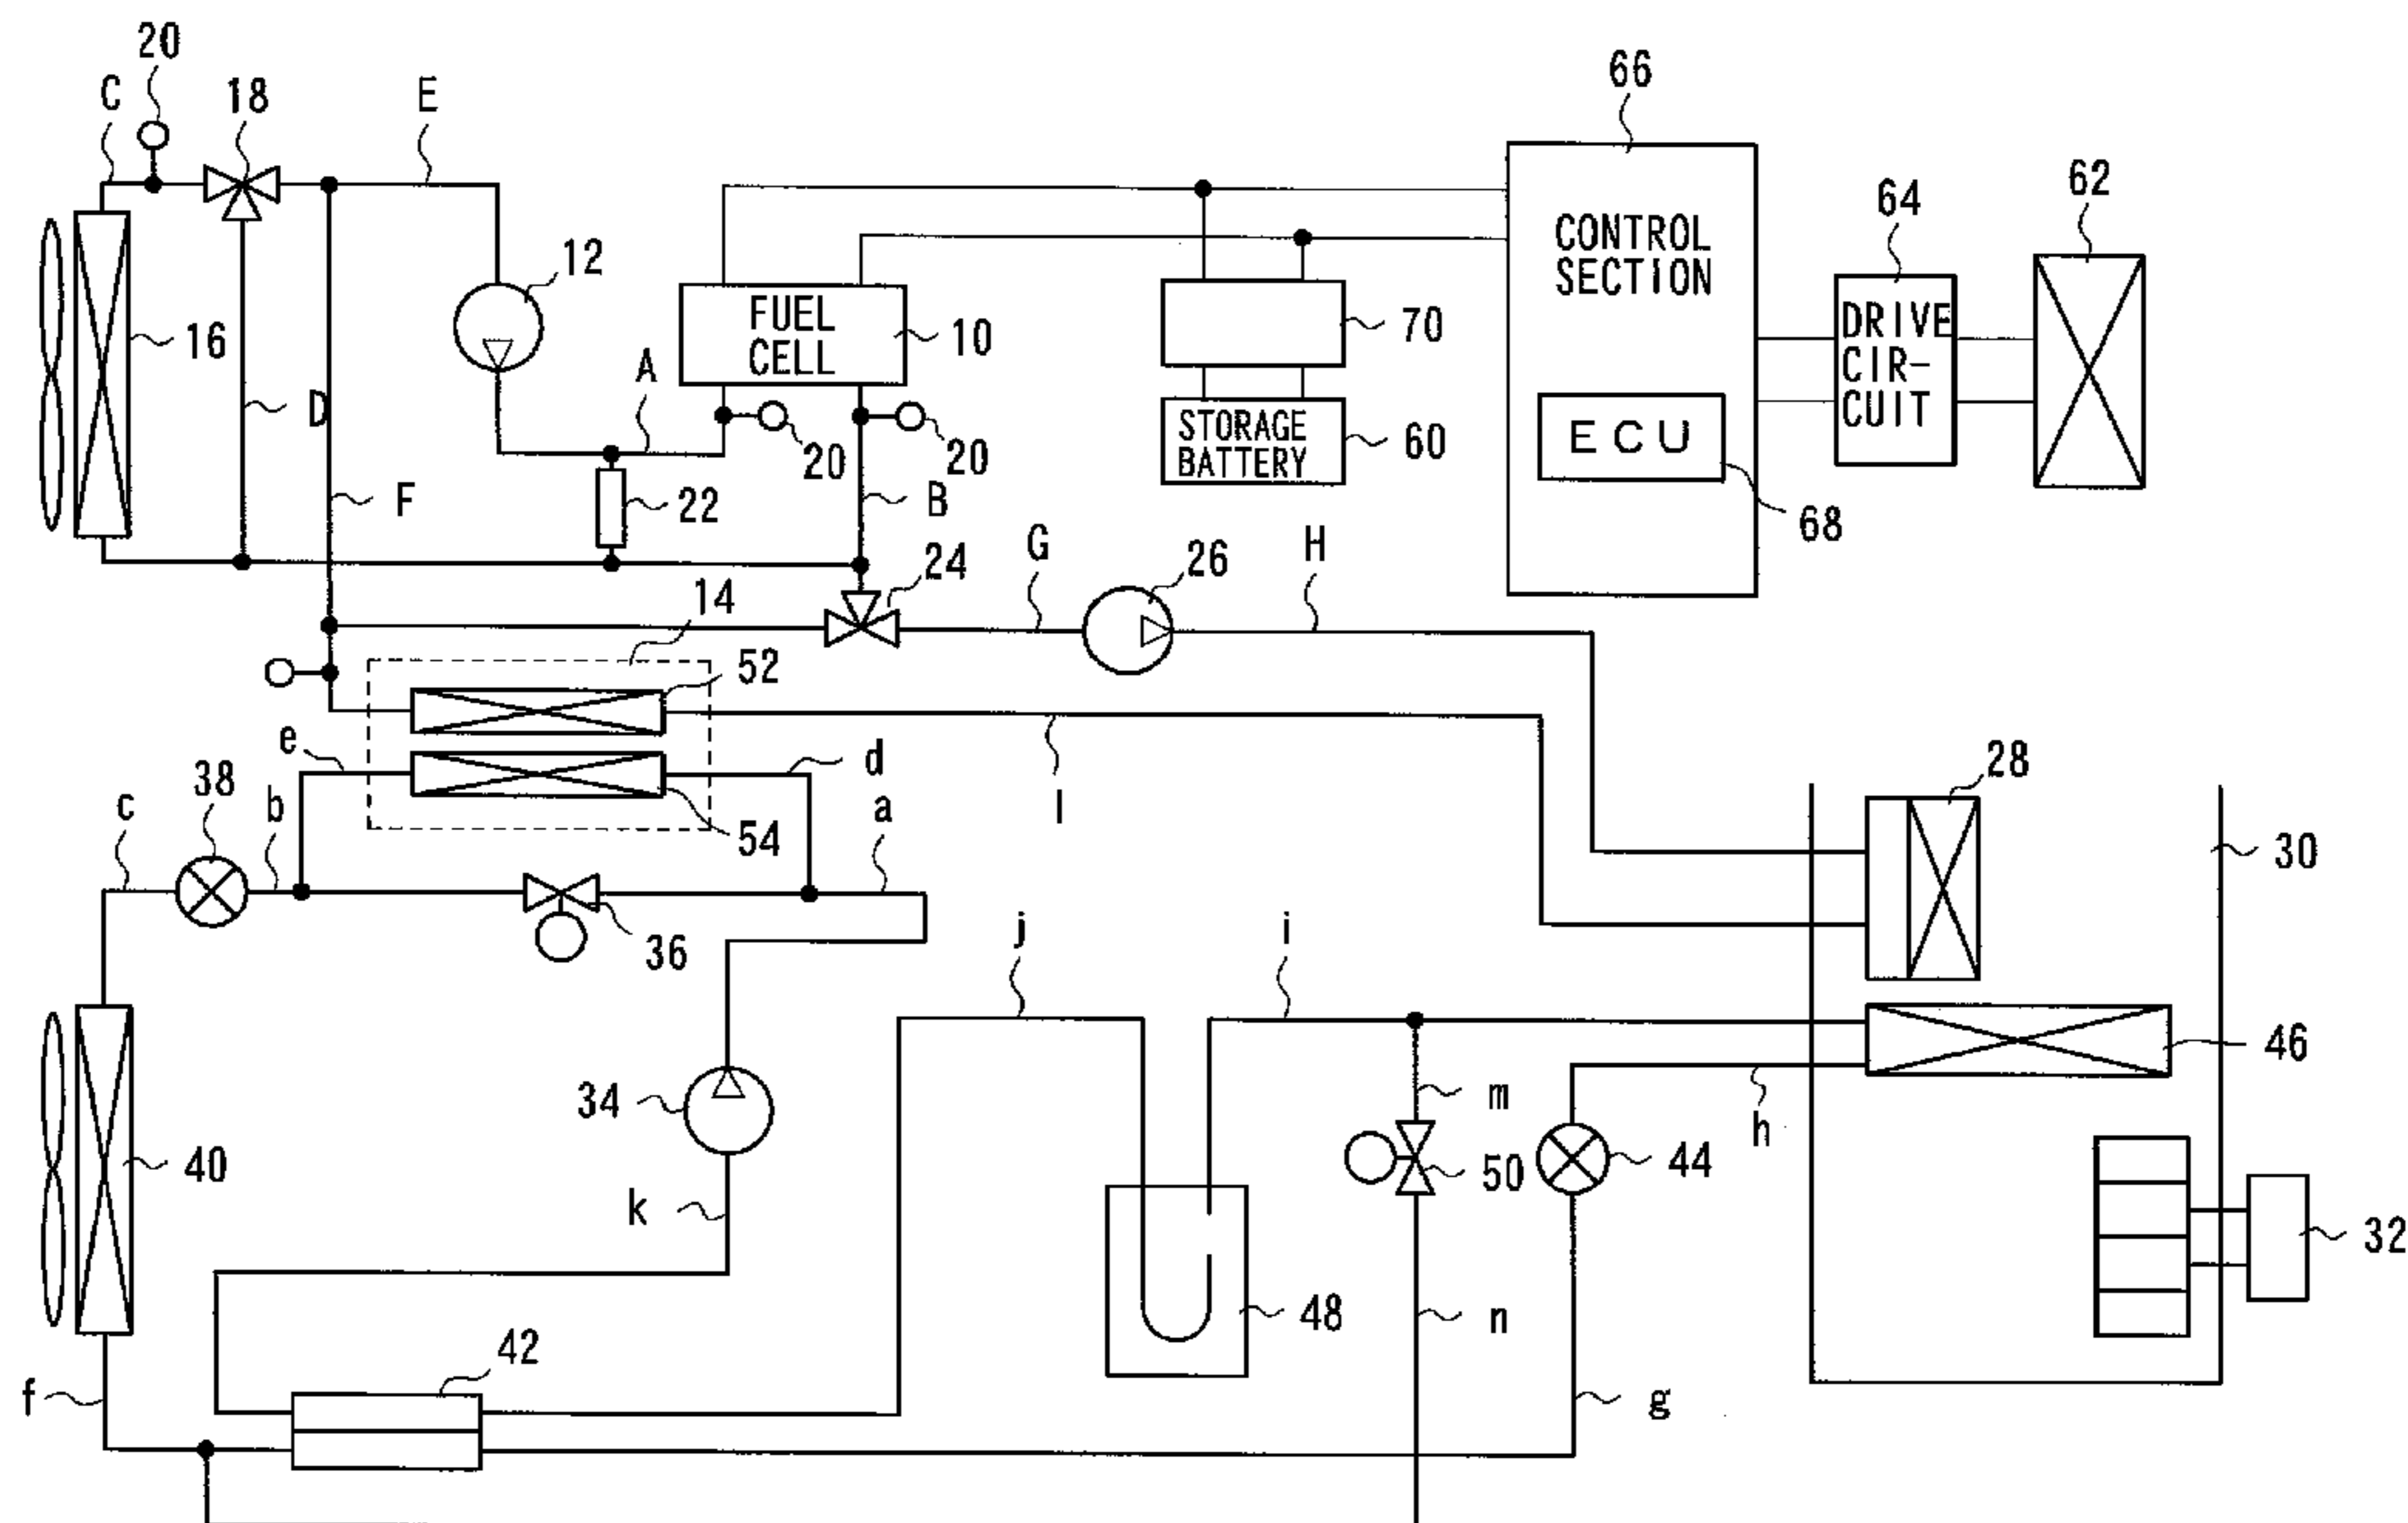 20
66
C
18
E
62
64
12
CONTROL
SECTION
FUEL
CELL
10
70
DRIVE
CIR-
CUIT
16
A
D
STORAGE
BATTERY
60
ECU
20
20
F
22
B
68
G
26
H
24
14
52
e
d
28
38
c
b
a
I
54
30
j
i
36
46
34
m
h
40
50
44
k
32
48
n
42
f
g